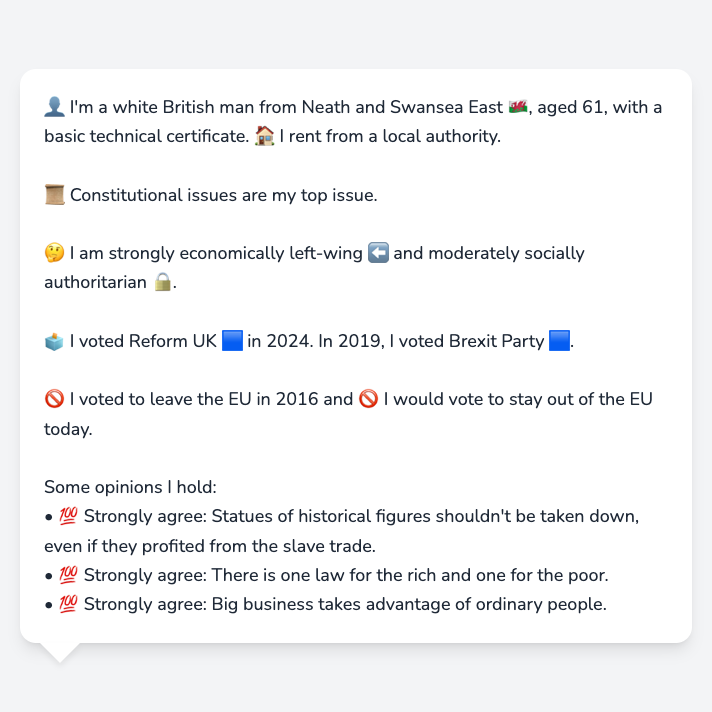 👤 I'm a white British man from Neath and Swansea East 🏴󠁧󠁢󠁷󠁬󠁳󠁿, aged 61, with a
basic technical certificate. 🏠 I rent from a local authority.
📜 Constitutional issues are my top issue.
🤔 I am strongly economically left-wing ⬅️ and moderately socially
authoritarian 🔒.
🗳️ I voted Reform UK 🟦 in 2024. In 2019, I voted Brexit Party 🟦.
🚫 I voted to leave the EU in 2016 and 🚫 I would vote to stay out of the EU
today.
Some opinions I hold:
• 💯 Strongly agree: Statues of historical figures shouldn't be taken down,
even if they profited from the slave trade.
• 💯 Strongly agree: There is one law for the rich and one for the poor.
• 💯 Strongly agree: Big business takes advantage of ordinary people.